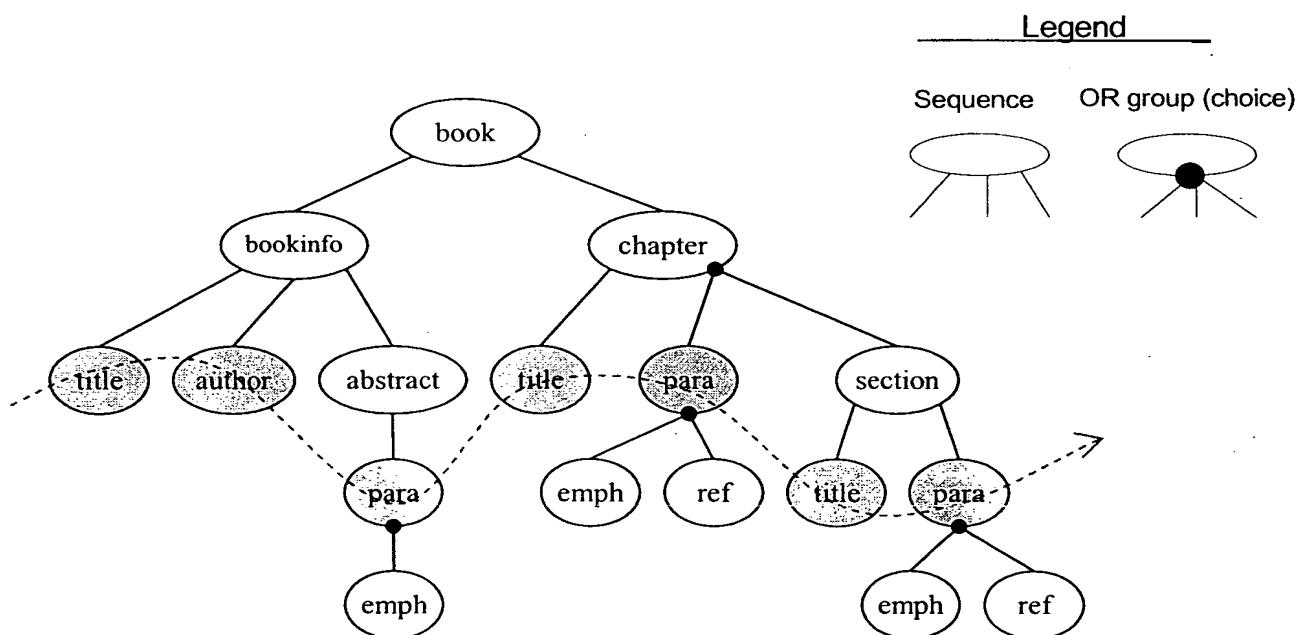 Legend
Sequence OR group (choice)
book
bookinfo chapter
title author abstract title para section
para emph ref title para
emph emph ref